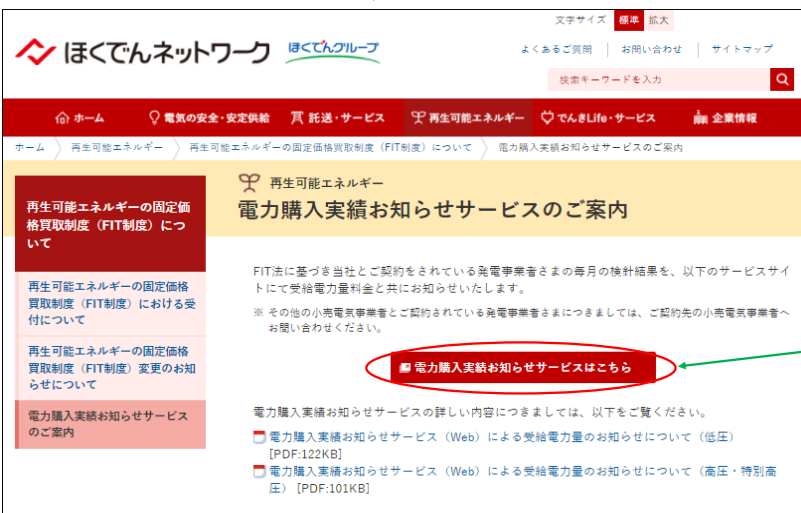 文字サイズ 標準 拡大
ほくでんネットワーク ほくでんグループ
よくあるご質問 お問い合わせ サイトマップ
検索キーワードを入力
ホーム 電気の安全・安定供給 託送・サービス 再生可能エネルギー でんきLife・サービス 企業情報
ホーム 再生可能エネルギー 再生可能エネルギーの固定価格買取制度（FIT制度）について 電力購入実績お知らせサービスのご案内
再生可能エネルギーの固定価
格買取制度（FIT制度）につ
いて
再生可能エネルギーの固定価格
買取制度（FIT制度）における受
付について
再生可能エネルギーの固定価格
買取制度（FIT制度）変更のお知
らせについて
電力購入実績お知らせサービス
のご案内
再生可能エネルギー
電力購入実績お知らせサービスのご案内
FIT法に基づき当社とご契約をされている発電事業者さまの毎月の検針結果を、以下のサービスサイ
トにて受給電力量料金と共にお知らせいたします。
※ その他の小売電気事業者とご契約されている発電事業者さまにつきましては、ご契約先の小売電気事業者へ
お問い合わせください。
電力購入実績お知らせサービスはこちら
電力購入実績お知らせサービスの詳しい内容につきましては、以下をご覧ください。
電力購入実績お知らせサービス（Web）による受給電力量のお知らせについて（低圧）
[PDF:122KB]
電力購入実績お知らせサービス（Web）による受給電力量のお知らせについて（高圧・特別高
圧） [PDF:101KB]